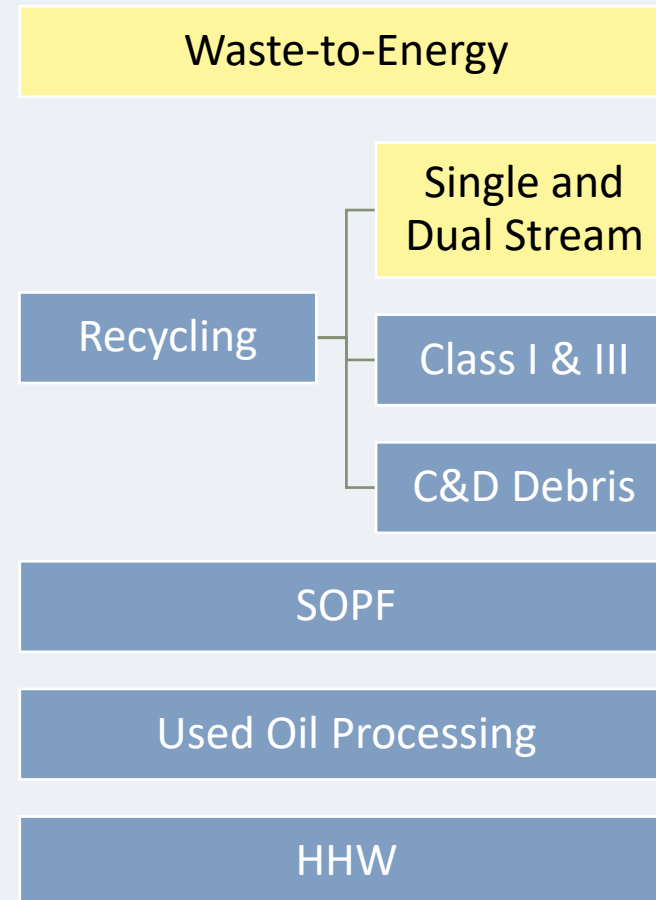 Waste-to-Energy
Single and
Dual Stream
Recycling
Class I & III
C&D Debris
SOPF
Used Oil Processing
HHW